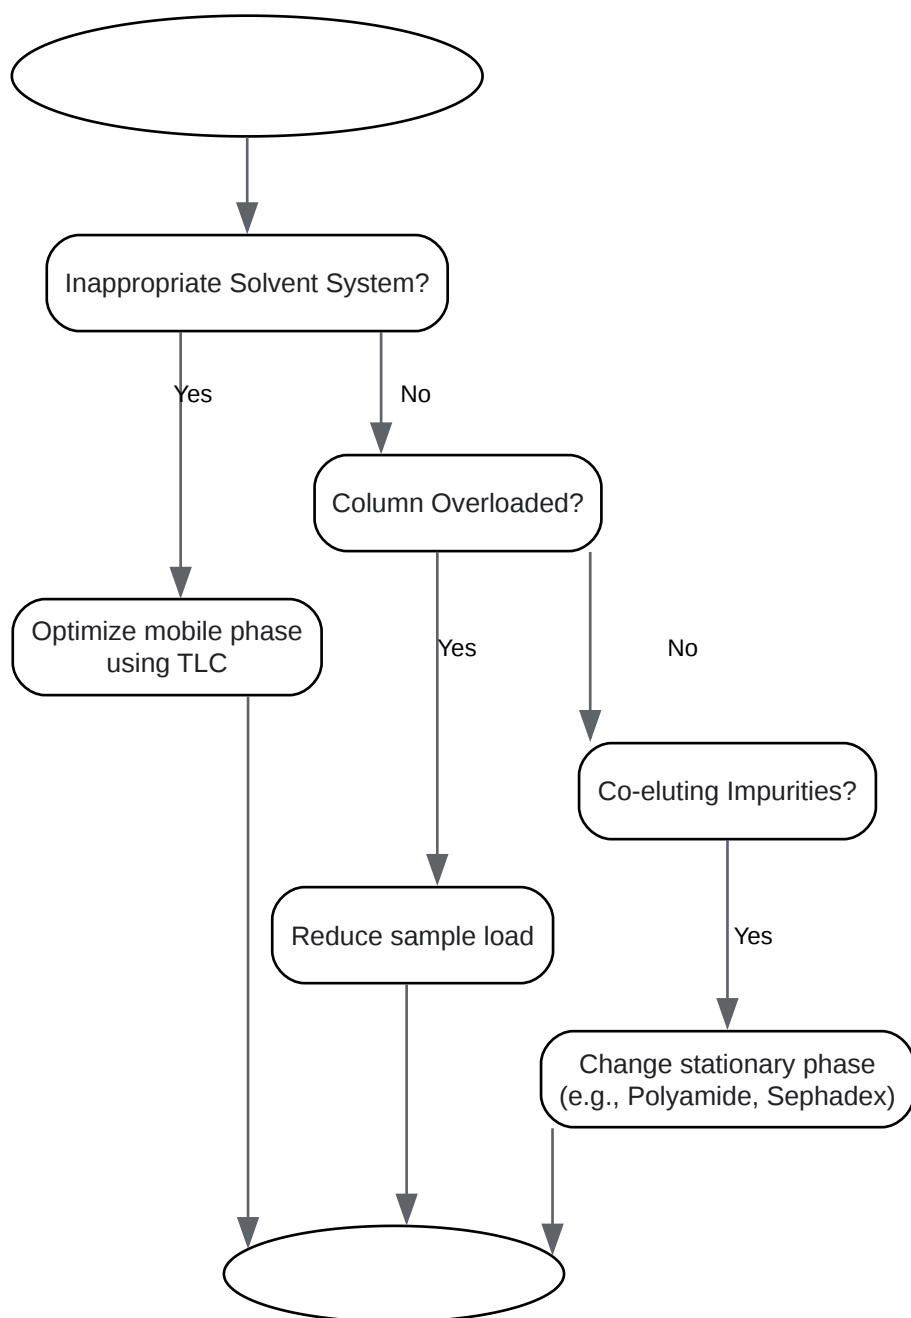 Inappropriate Solvent System?
Yes
No
Column Overloaded?
Optimize mobile phase
using TLC
Yes
No
Co-eluting Impurities?
Reduce sample load
Yes
Change stationary phase
(e.g., Polyamide, Sephadex)